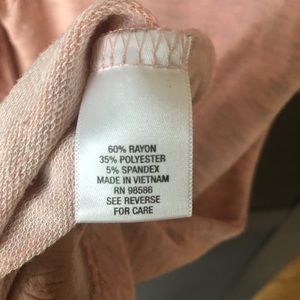 60% RAYON
35% POLYESTER
5% SPANDEX
MADE IN VIETNAM
RN 98586
SEE REVERSE
FOR CARE